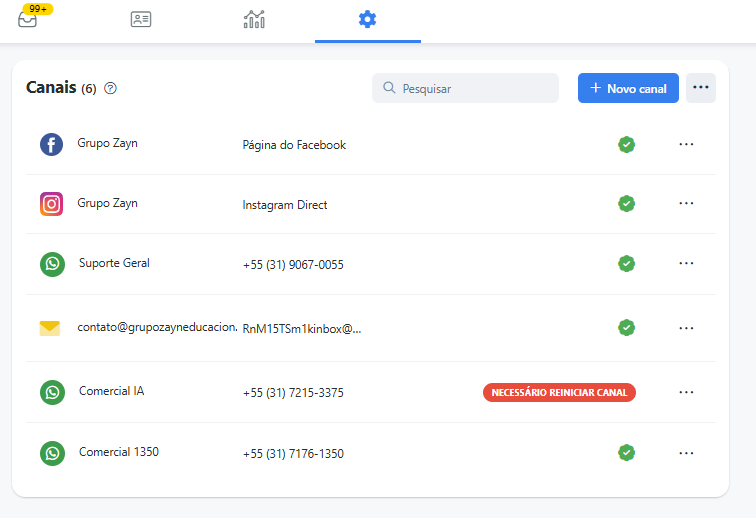 99+
Canais (6)
Pesquisar
+ Novo canal
Grupo Zayn
Página do Facebook
Grupo Zayn
Instagram Direct
Suporte Geral
+55 (31) 9067-0055
contato@grupozayneducacion.
RnM15TSm1kinbox@...
Comercial IA
+55 (31) 7215-3375
NECESSÁRIO REINICIAR CANAL
Comercial 1350
+55 (31) 7176-1350